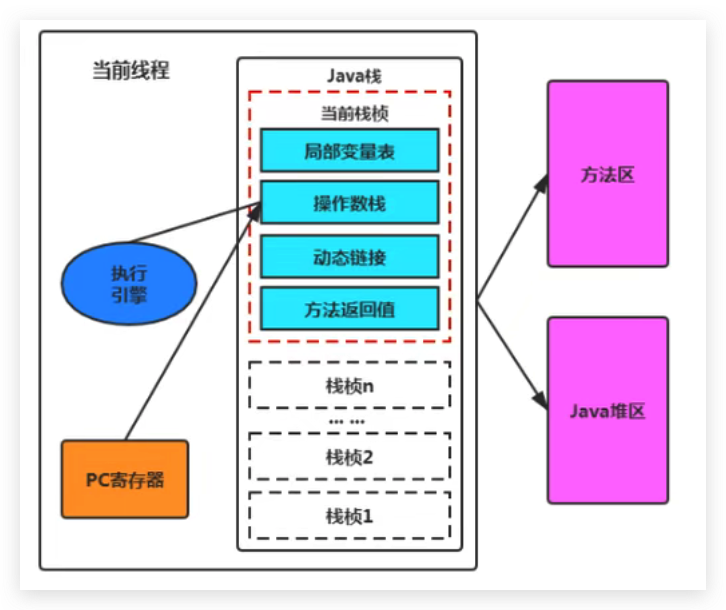 当前线程
Java栈
当前栈桢
局部变量表
操作数栈
动态链接
方法返回值
执行
引擎
栈桢n
... ...
PC寄存器
栈桢2
栈桢1
方法区
Java堆区